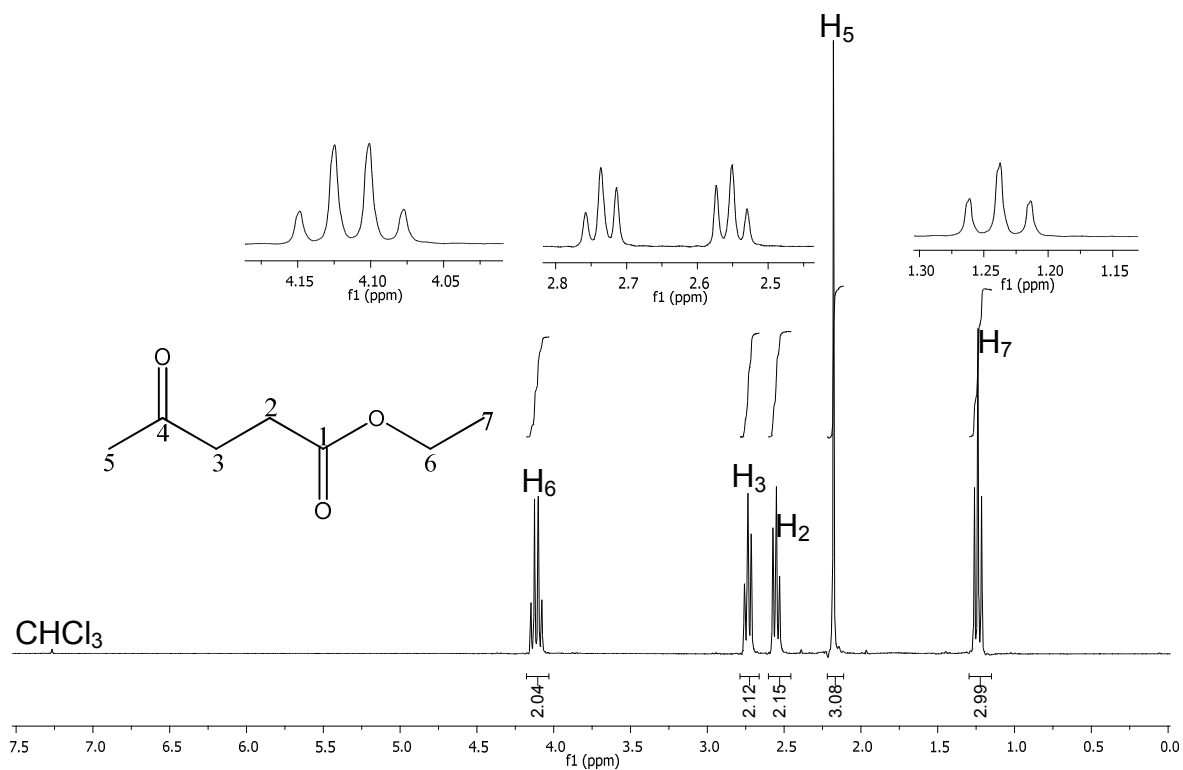 H5
4.15 4.10 4.05
f1 (ppm)
2.8 2.7 2.6 2.5
f1 (ppm)
1.30 1.25 1.20 1.15
f1 (ppm)
H7
O
4
5
3
2
1
O
O
6
7
H6
H3
H2
CHCl3
2.04
2.12
2.15
3.08
2.99
7.5 7.0 6.5 6.0 5.5 5.0 4.5 4.0 3.5 3.0 2.5 2.0 1.5 1.0 0.5 0.0
f1 (ppm)